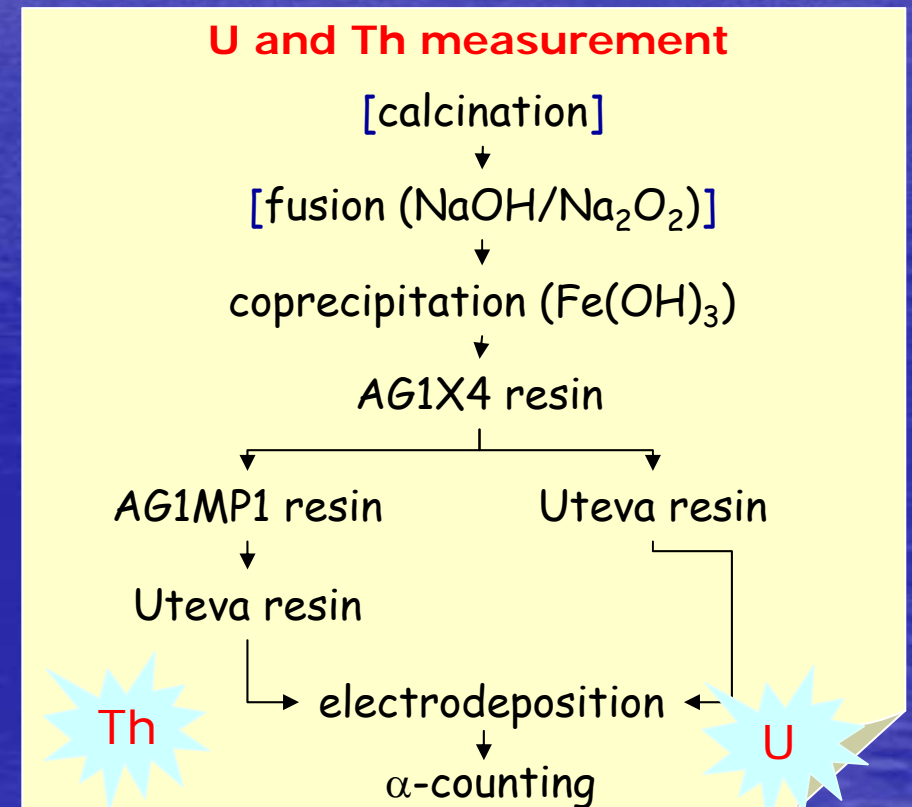 U and Th measurement
[calcination]
[fusion (NaOH/Na₂O₂)]
coprecipitation (Fe(OH)₃)
AG1X4 resin
AG1MP1 resin
Uteva resin
Uteva resin
electrodeposition
Th
U
α-counting